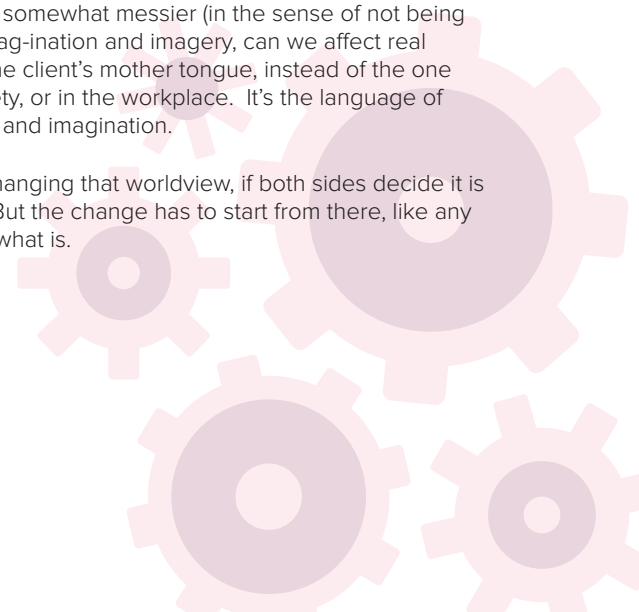 somewhat messier (in the sense of not being
ag-ination and imagery, can we affect real
e client’s mother tongue, instead of the one
ety, or in the workplace.  It’s the language of
and imagination.
hanging that worldview, if both sides decide it is
But the change has to start from there, like any
what is.